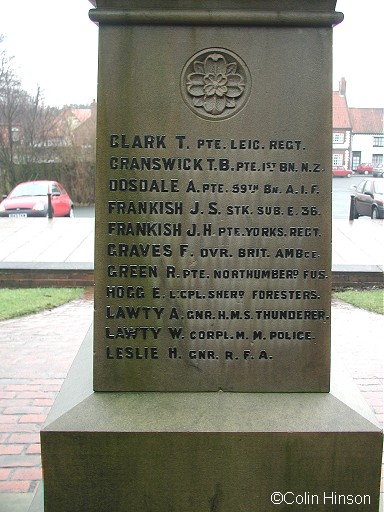 CLARK T. PTE. LEIC. REGT.
CRANSWICK T.B. PTE. 1ST BN. N.Z.
DOSDALE A. PTE. 59TH BN. A.I.F.
FRANKISH J.S. STK. SUB. E. 36.
FRANKISH J.H. PTE. YORKS. REGT.
GRAVES F. DVR. BRIT. AMBCE.
GREEN R. PTE. NORTHUMBERD FUS.
HOGG E. L.CPL. SHERD FORESTERS.
LAWTY A. GNR. H.M.S. THUNDERER.
LAWTY W. CORPL. M.M. POLICE.
LESLIE H. GNR. R.F.A.
©Colin Hinson